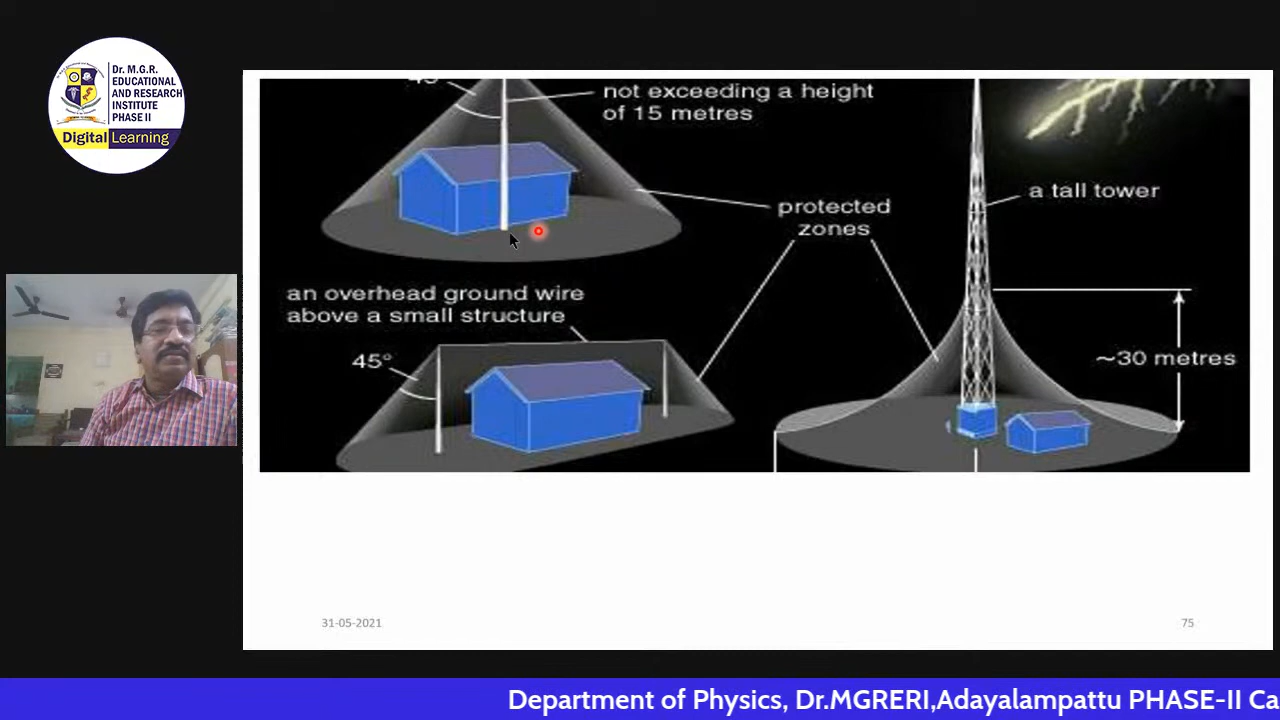 Dr. M.G.R.
EDUCATIONAL
AND RESEARCH
INSTITUTE
PHASE II
Digital Learning
not exceeding a height
of 15 metres
protected
zones
a tall tower
an overhead ground wire
above a small structure
45°
~30 metres
31-05-2021
75
Department of Physics, Dr.MGRERI,Adayalampattu PHASE-II Ca